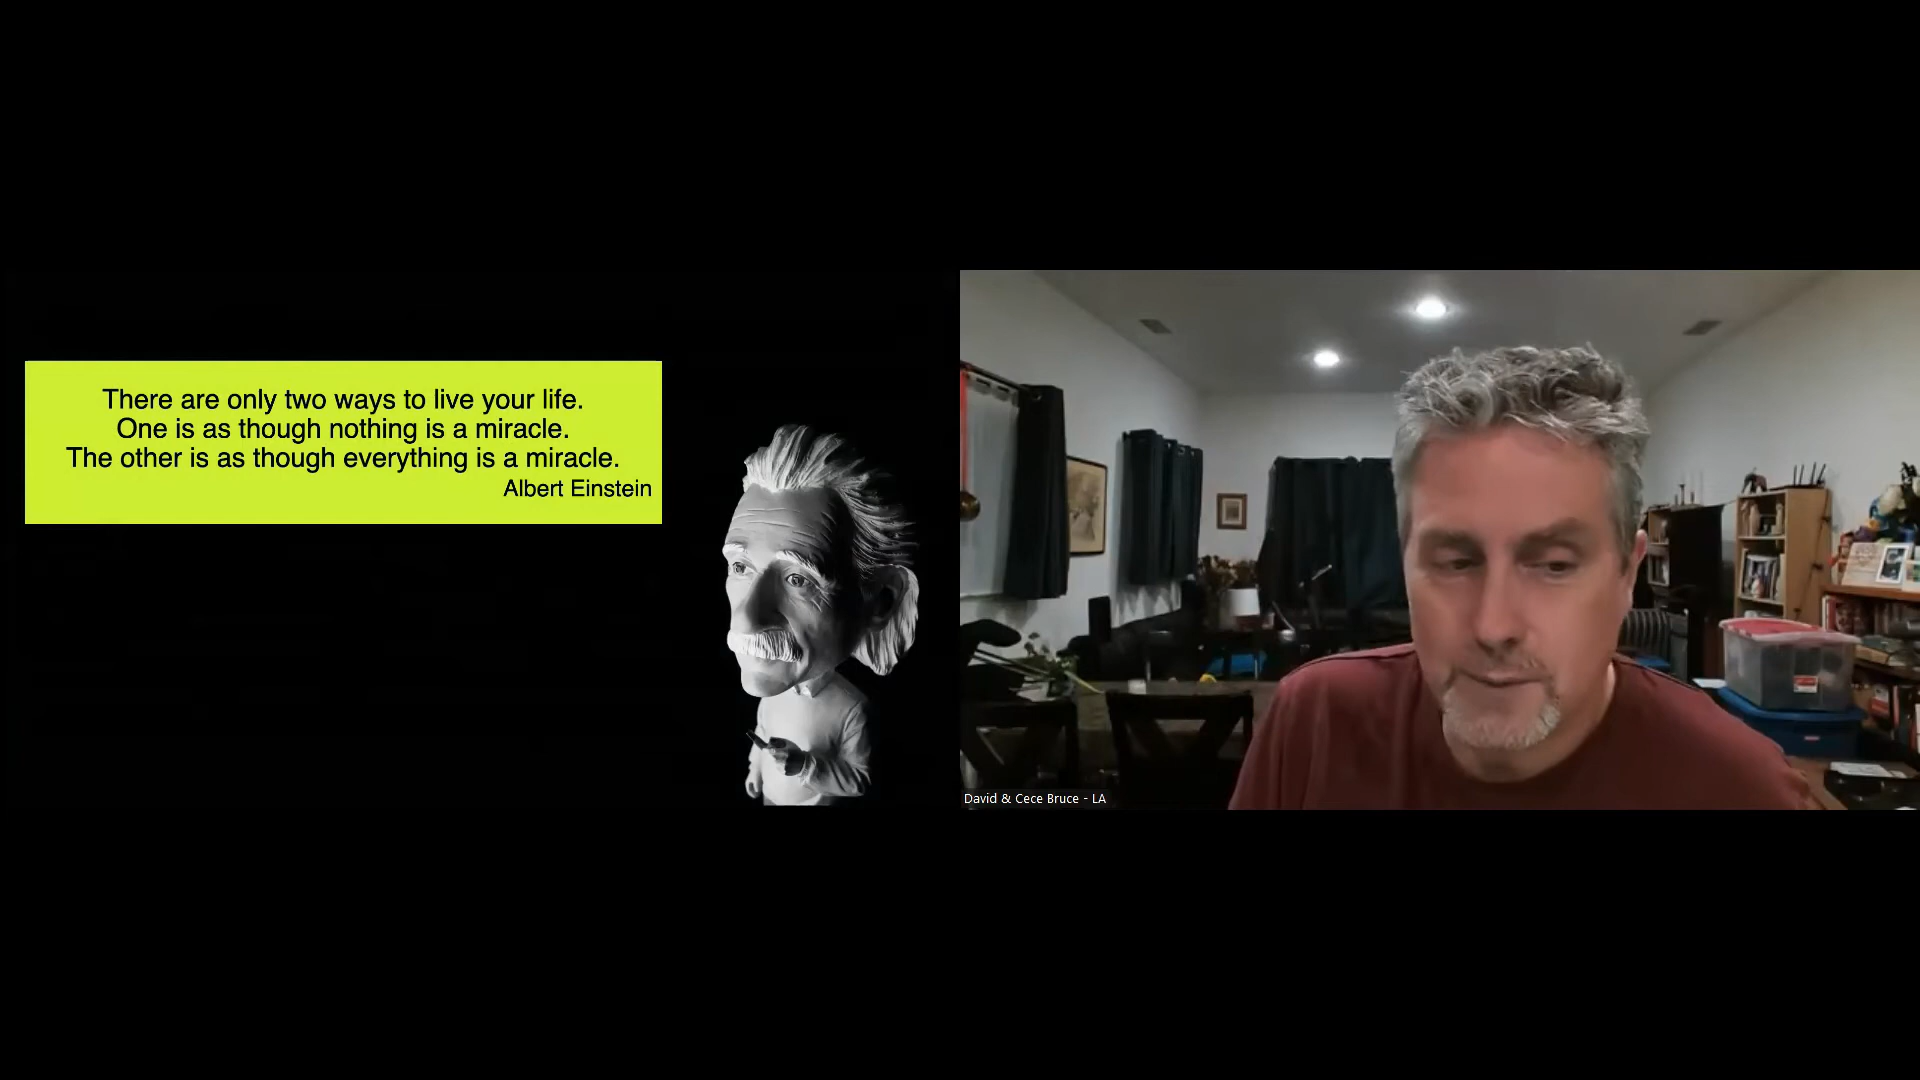 There are only two ways to live your life.
One is as though nothing is a miracle.
The other is as though everything is a miracle.
Albert Einstein
David & Cece Bruce - LA